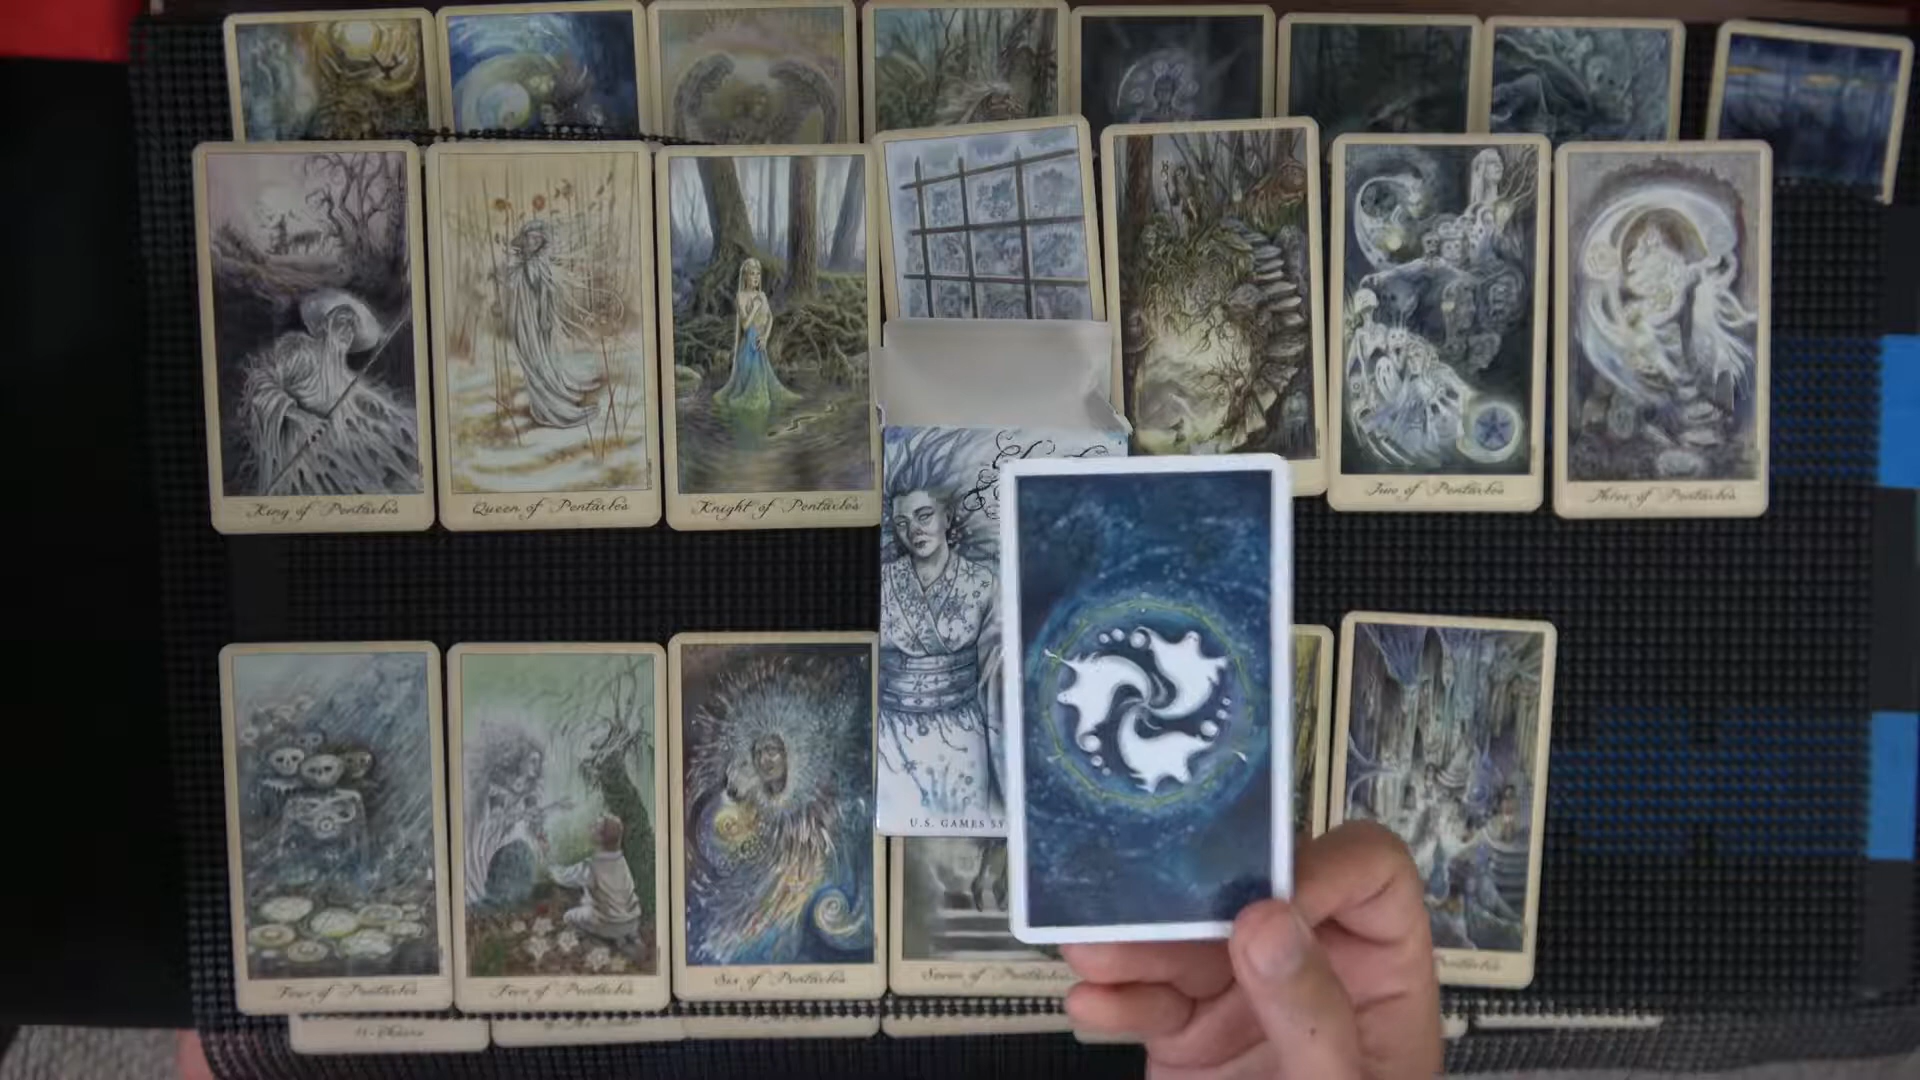 King of Pentacles
Queen of Pentacles
Knight of Pentacles
Two of Pentacles
Three of Pentacles
U.S. GAMES SY
Four of Pentacles
Five of Pentacles
Six of Pentacles
Seven of Pentacles